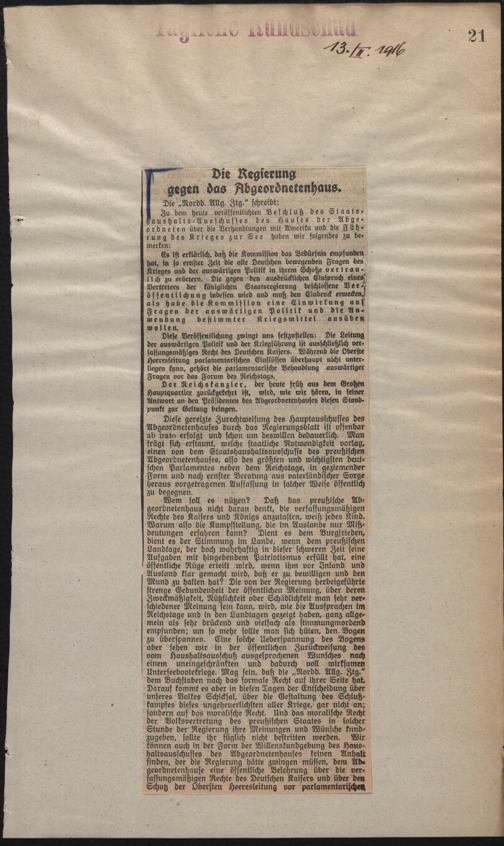 Tägliche Rundschau
13./II. 1916
21
Die Regierung
gegen das Abgeordnetenhaus.
Die „Nordd. Allg. Ztg.“ schreibt:
Zu dem heute veröffentlichten Beschluß des Staats-
haushalts-Ausschusses des Hauses der Abge-
ordneten über die Verhandlungen mit Amerika und die Füh-
rung des Krieges zur See haben wir folgendes zu be-
merken:
Es ist erklärlich, daß die Kommission das Bedürfnis empfunden
hat, in so ernster Zeit die alle Deutschen bewegenden Fragen des
Krieges und der auswärtigen Politik in ihrem Schoße vertrau-
lich zu erörtern. Die gegen den ausdrücklichen Einspruch eines
Vertreters der königlichen Staatsregierung beschlossene Ver-
öffentlichung indessen wird und muß den Eindruck erwecken,
als habe die Kommission eine Einwirkung auf
Fragen der auswärtigen Politik und die An-
wendung bestimmter Kriegsmittel ausüben
wollen.
Diese Veröffentlichung zwingt uns festzustellen: Die Leitung
der auswärtigen Politik und der Kriegführung ist ausschließlich ver-
fassungsmäßiges Recht des Deutschen Kaisers. Während die Oberste
Heeresleitung parlamentarischen Einflüssen überhaupt nicht unter-
liegen kann, gehört die parlamentarische Behandlung auswärtiger
Fragen vor das Forum des Reichstags.
Der Reichskanzler, der heute früh aus dem Großen
Hauptquartier zurückgekehrt ist, wird, wie wir hören, in seiner
Antwort an den Präsidenten des Abgeordnetenhauses diesen Stand-
punkt zur Geltung bringen.
Diese gereizte Zurechtweisung des Hauptausschusses des
Abgeordnetenhauses durch das Regierungsblatt ist offenbar
ab irato erfolgt und schon um deswillen bedauerlich. Man
frägt sich erstaunt, welche staatliche Notwendigkeit vorlag,
einen von dem Staatshaushaltsausschusse des preußischen
Abgeordnetenhauses, also des größten und wichtigsten deut-
schen Parlamentes neben dem Reichstage, in geziemender
Form und nach ernster Beratung aus vaterländischer Sorge
heraus vorgetragenen Auffassung in solcher Weise öffentlich
zu begegnen.
Wem soll es nützen? Daß das preußische Ab-
geordnetenhaus nicht daran denkt, die verfassungsmäßigen
Rechte des Kaisers und Königs anzutasten, weiß jedes Kind.
Warum also die Kampfstellung, die im Auslande nur Miß-
deutungen erfahren kann? Dient es dem Burgfrieden,
dient es der Stimmung im Lande, wenn dem preußischen
Landtage, der doch wahrhaftig in dieser schweren Zeit seine
Aufgaben mit hingebendem Patriotismus erfüllt hat, eine
öffentliche Rüge erteilt wird, wenn ihm vor Inland und
Ausland klar gemacht wird, daß er zu bewilligen und den
Mund zu halten hat? Die von der Regierung herbeigeführte
strenge Gebundenheit der öffentlichen Meinung, über deren
Zweckmäßigkeit, Nützlichkeit oder Schädlichkeit man sehr ver-
schiedener Meinung sein kann, wird, wie die Aussprachen im
Reichstage und in den Landtagen gezeigt haben, ganz allge-
mein als sehr drückend und vielfach als stimmungmordend
empfunden; um so mehr sollte man sich hüten, den Bogen
zu überspannen. Eine solche Ueberspannung des Bogens
aber sehen wir in der öffentlichen Zurückweisung des
vom Haushaltsausschuß ausgesprochenen Wunsches nach
einem uneingeschränkten und dadurch voll wirksamen
Unterseebootekriege. Mag sein, daß die „Nordd. Allg. Ztg.“
dem Buchstaben nach das formale Recht auf ihrer Seite hat.
Darauf kommt es aber in diesen Tagen der Entscheidung über
unseres Volkes Schicksal, über die Gestaltung des Schluß-
kampfes dieses ungeheuerlichsten aller Kriege, gar nicht an;
sondern auf das moralische Recht. Und das moralische Recht
der Volksvertretung des preußischen Staates in solcher
Stunde der Regierung ihre Meinungen und Wünsche kund-
zugeben, sollte ihr füglich nicht bestritten werden. Wir
können auch in der Form der Willenskundgebung des Haus-
haltsausschusses des Abgeordnetenhauses keinen Anhalt
finden, der die Regierung hätte zwingen müssen, dem Ab-
geordnetenhause eine öffentliche Belehrung über die ver-
fassungsmäßigen Rechte des Deutschen Kaisers und über den
Schutz der Obersten Heeresleitung vor parlamentarischen